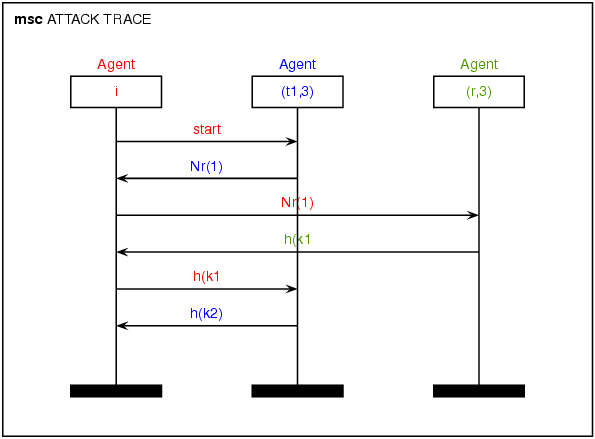 msc ATTACK TRACE
Agent
Agent
Agent
i
(t1,3)
(r,3)
start
Nr(1)
Nr(1)
h(k1
h(k1
h(k2)